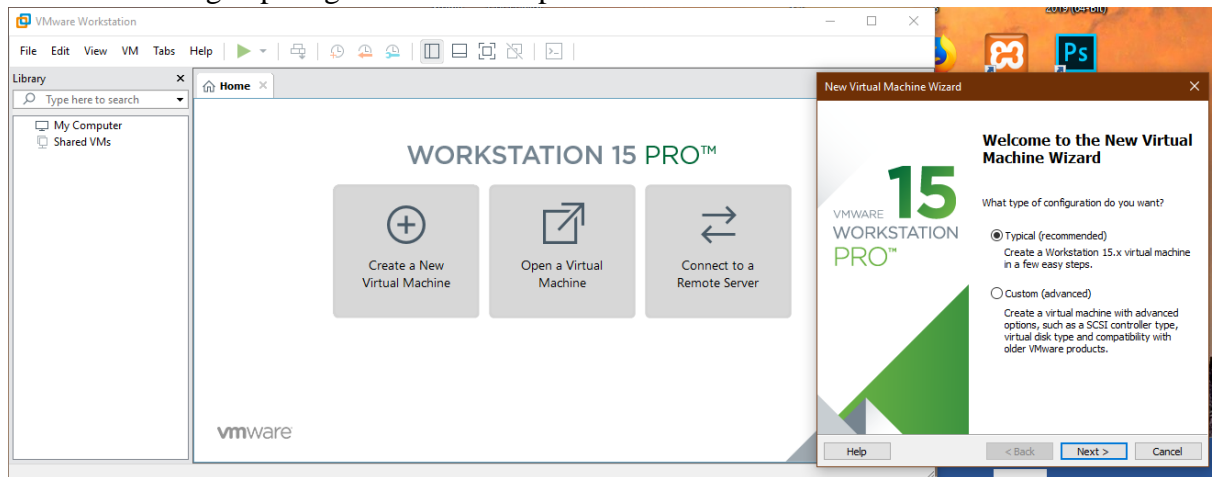 VMware Workstation
File Edit View VM Tabs Help
Library
Type here to search
My Computer
Shared VMs
Home
WORKSTATION 15 PRO™
Create a New
Virtual Machine
Open a Virtual
Machine
Connect to a
Remote Server
vmware
Ps
New Virtual Machine Wizard
15
VMWARE
WORKSTATION
PRO™
Welcome to the New Virtual
Machine Wizard
What type of configuration do you want?
Typical (recommended)
Create a Workstation 15.x virtual machine
in a few easy steps.
Custom (advanced)
Create a virtual machine with advanced
options, such as a SCSI controller type,
virtual disk type and compatibility with
older VMware products.
Help
< Back
Next >
Cancel